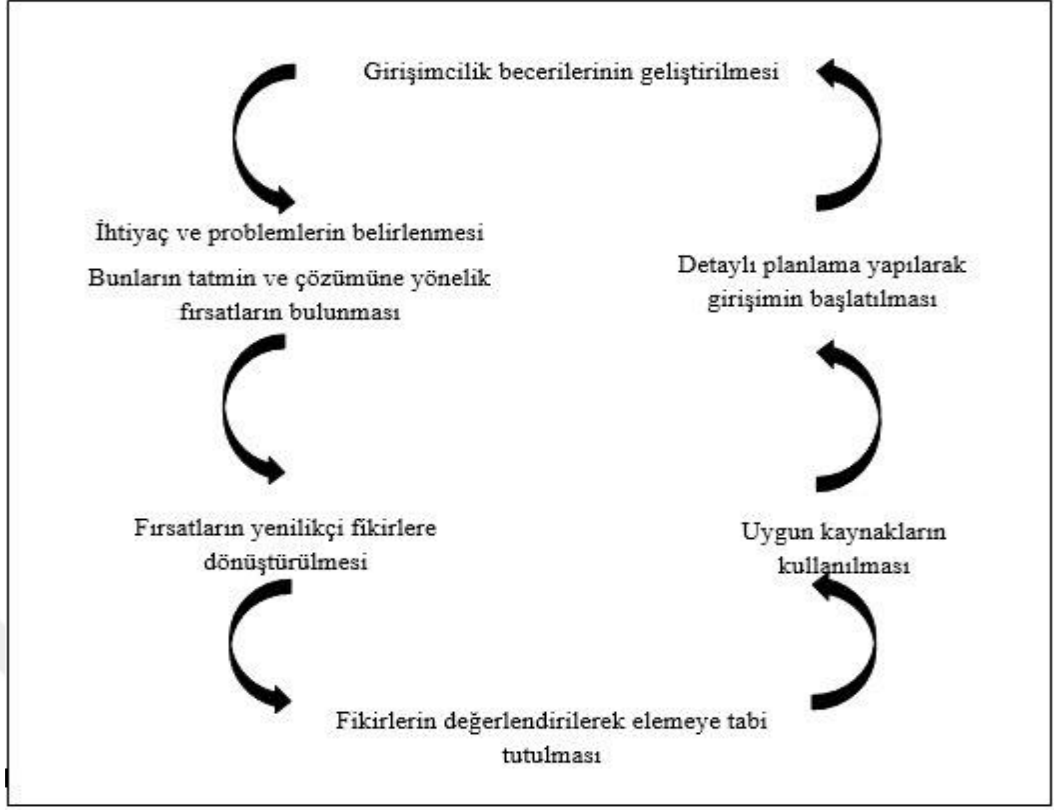 Girişimcilik becerilerinin geliştirilmesi
İhtiyaç ve problemlerin belirlenmesi
Bunların tatmin ve çözümüne yönelik
fırsatların bulunması
Fırsatların yenilikçi fikirlere
dönüştürülmesi
Fikirlerin değerlendirilerek elemeye tabi
tutulması
Uygun kaynakların
kullanılması
Detaylı planlama yapılarak
girişimin başlatılması